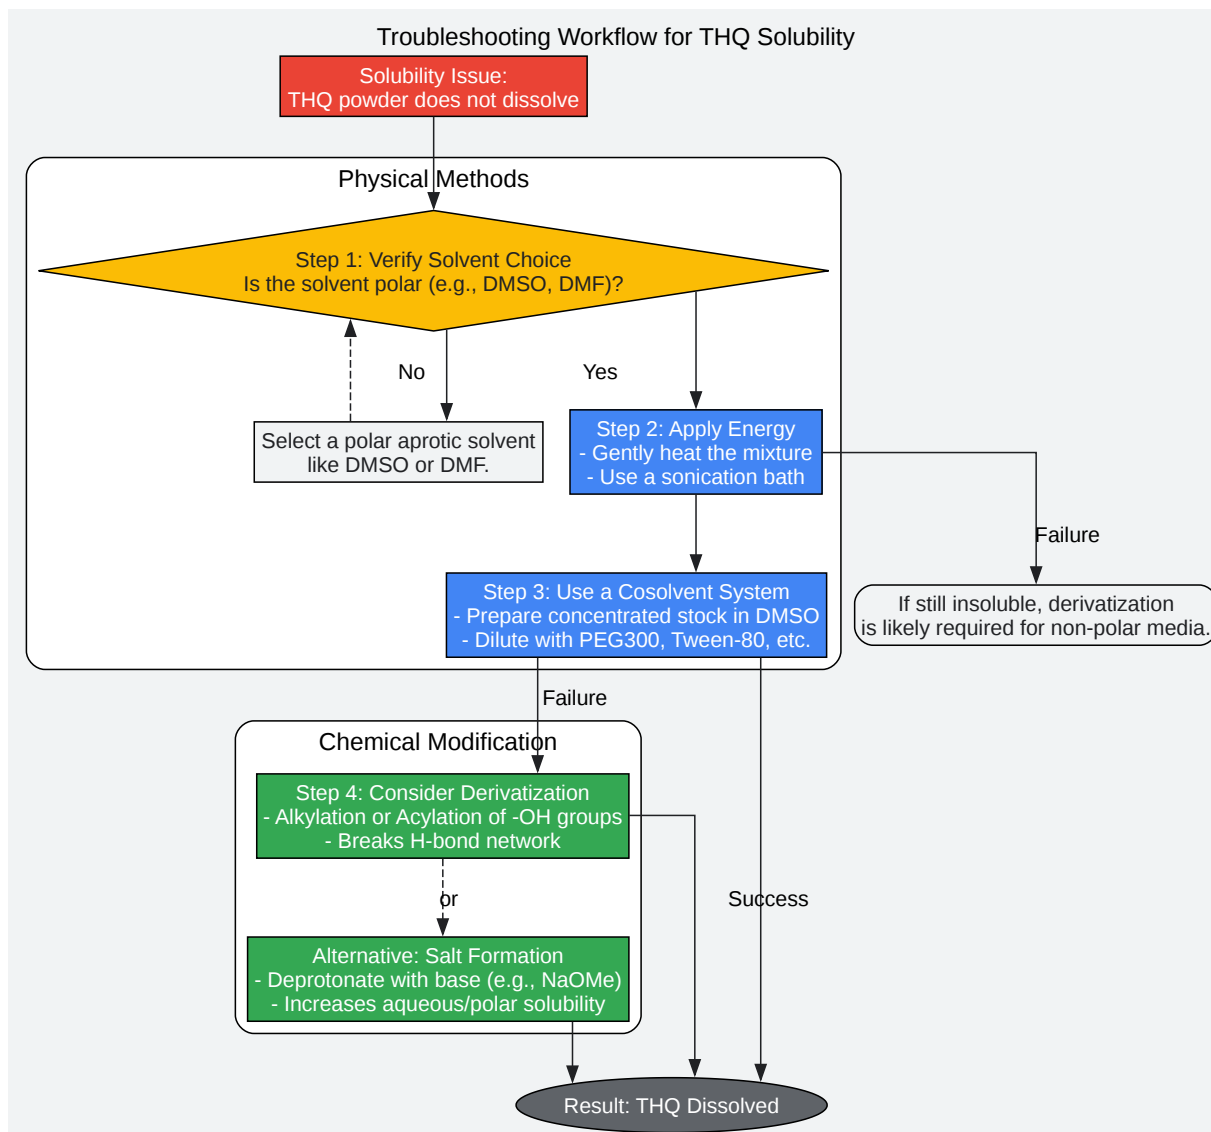 Troubleshooting Workflow for THQ Solubility
Solubility Issue:
THQ powder does not dissolve
Physical Methods
Step 1: Verify Solvent Choice
Is the solvent polar (e.g., DMSO, DMF)?
No
Yes
Select a polar aprotic solvent
like DMSO or DMF.
Step 2: Apply Energy
- Gently heat the mixture
- Use a sonication bath
Failure
Step 3: Use a Cosolvent System
- Prepare concentrated stock in DMSO
- Dilute with PEG300, Tween-80, etc.
If still insoluble, derivatization
is likely required for non-polar media.
Failure
Chemical Modification
Step 4: Consider Derivatization
- Alkylation or Acylation of -OH groups
- Breaks H-bond network
or
Success
Alternative: Salt Formation
- Deprotonate with base (e.g., NaOMe)
- Increases aqueous/polar solubility
Result: THQ Dissolved